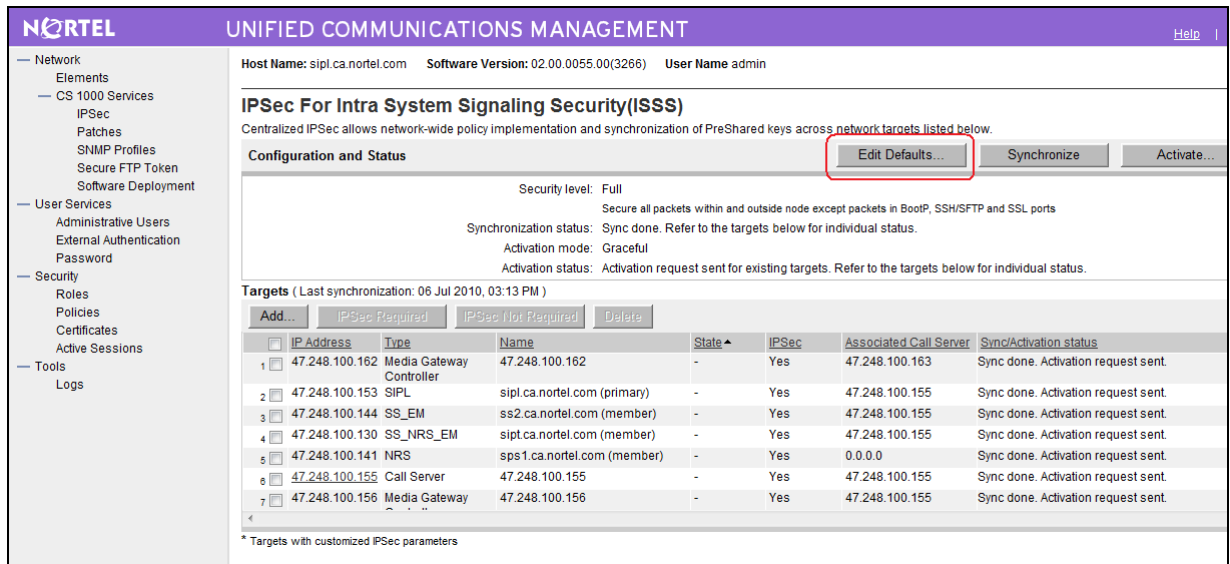 NORTEL
UNIFIED COMMUNICATIONS MANAGEMENT
Help |
Network
Elements
CS 1000 Services
IPSec
Patches
SNMP Profiles
Secure FTP Token
Software Deployment
User Services
Administrative Users
External Authentication
Password
Security
Roles
Policies
Certificates
Active Sessions
Tools
Logs
Host Name: sipl.ca.nortel.com Software Version: 02.00.0055.00(3266) User Name admin
IPSec For Intra System Signaling Security(ISSS)
Centralized IPSec allows network-wide policy implementation and synchronization of PreShared keys across network targets listed below.
Configuration and Status Edit Defaults... Synchronize Activate...
Security level: Full
Secure all packets within and outside node except packets in BootP, SSH/SFTP and SSL ports
Synchronization status: Sync done. Refer to the targets below for individual status.
Activation mode: Graceful
Activation status: Activation request sent for existing targets. Refer to the targets below for individual status.
Targets ( Last synchronization: 06 Jul 2010, 03:13 PM )
Add... IPSec Required IPSec Not Required Delete
IP Address Type Name State IPSec Associated Call Server Sync/Activation status
1 47.248.100.162 Media Gateway 47.248.100.162 - Yes 47.248.100.163 Sync done. Activation request sent.
Controller
2 47.248.100.153 SIPL sipl.ca.nortel.com (primary) - Yes 47.248.100.155 Sync done. Activation request sent.
3 47.248.100.144 SS_EM ss2.ca.nortel.com (member) - Yes 47.248.100.155 Sync done. Activation request sent.
4 47.248.100.130 SS_NRS_EM sipt.ca.nortel.com (member) - Yes 47.248.100.155 Sync done. Activation request sent.
5 47.248.100.141 NRS sps1.ca.nortel.com (member) - Yes 0.0.0.0 Sync done. Activation request sent.
6 47.248.100.155 Call Server 47.248.100.155 - Yes 47.248.100.155 Sync done. Activation request sent.
7 47.248.100.156 Media Gateway 47.248.100.156 - Yes 47.248.100.155 Sync done. Activation request sent.
* Targets with customized IPSec parameters